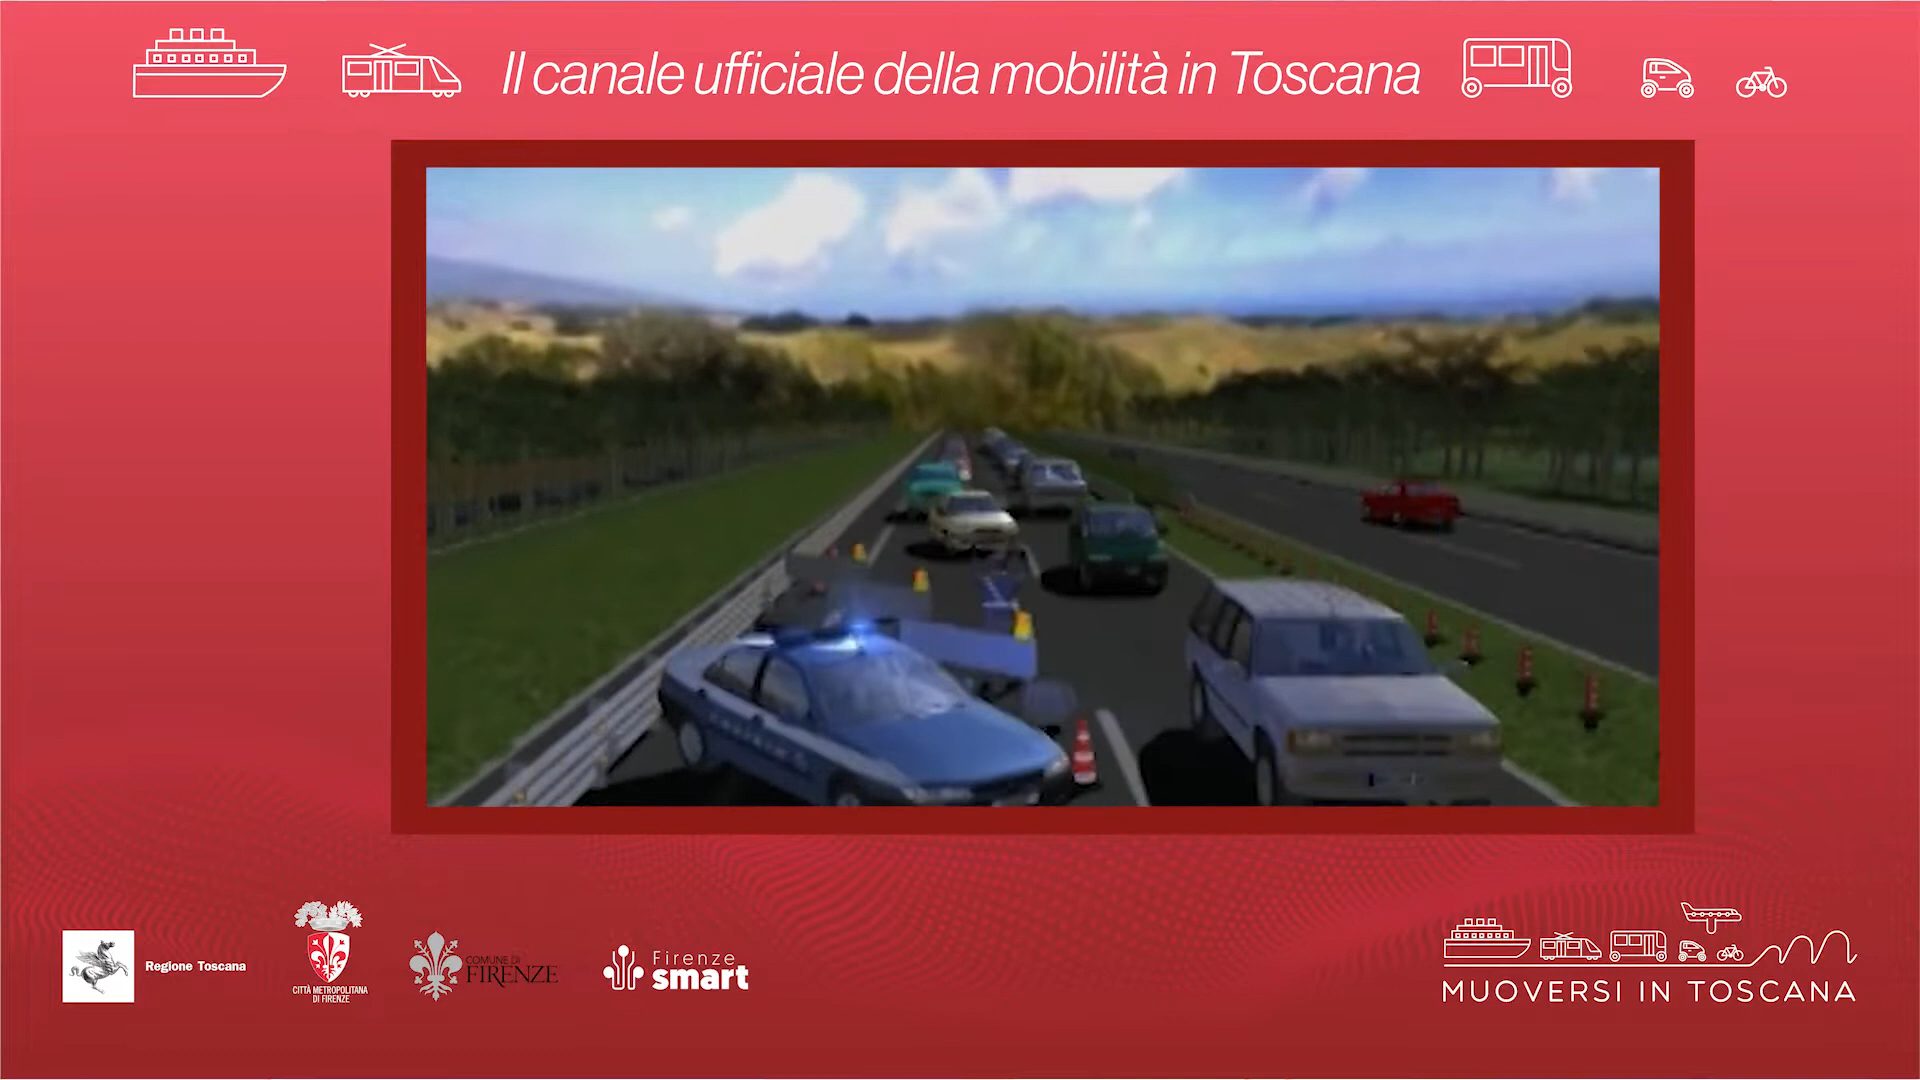 Il canale ufficiale della mobilità in Toscana
Regione Toscana
CITTÀ METROPOLITANA
DI FIRENZE
COMUNE DI
FIRENZE
Firenze
smart
MUOVERSI IN TOSCANA